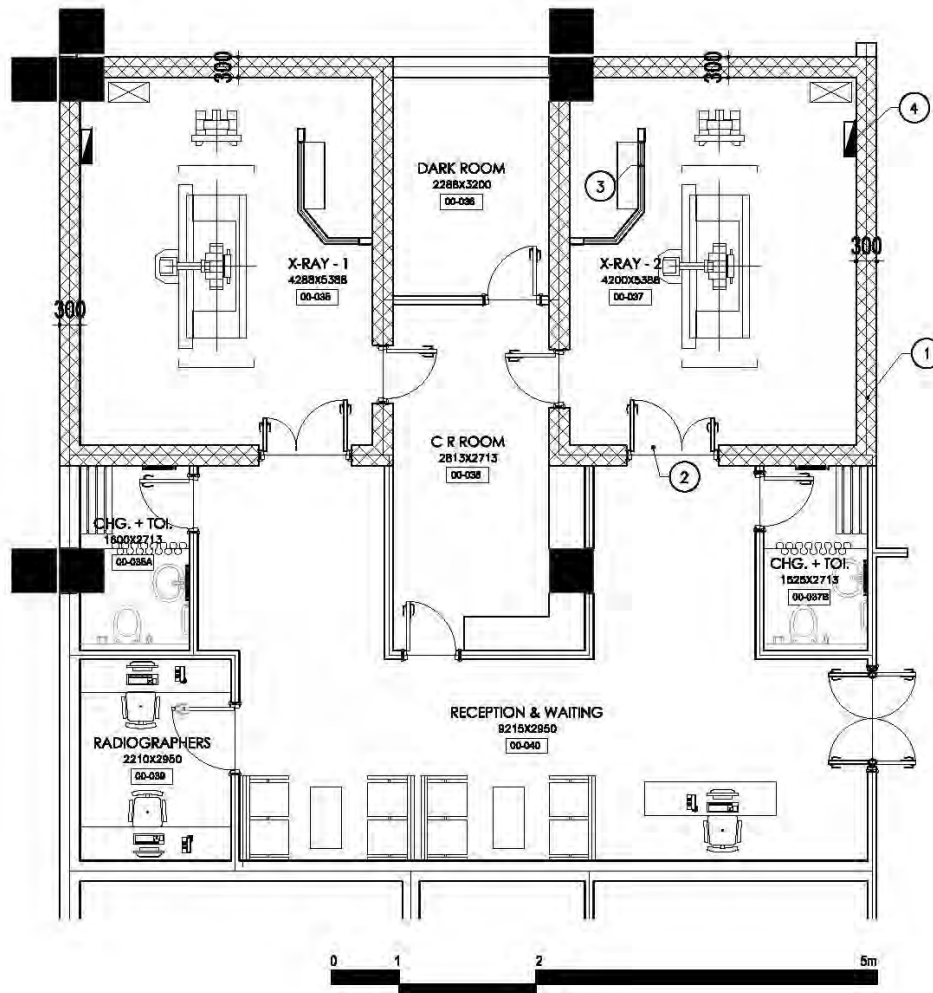 300
300
4
DARK ROOM
2288X3200
00-036
3
X-RAY - 1
4288X5388
00-035
X-RAY - 2
4200X5388
00-037
300
300
1
C R ROOM
2813X2713
00-038
2
CHG. + TOI.
1600X2713
00-035A
CHG. + TOI.
1525X2713
00-037B
RECEPTION & WAITING
9215X2950
00-040
RADIOGRAPHERS
2210X2950
00-039
0 1 2 5m